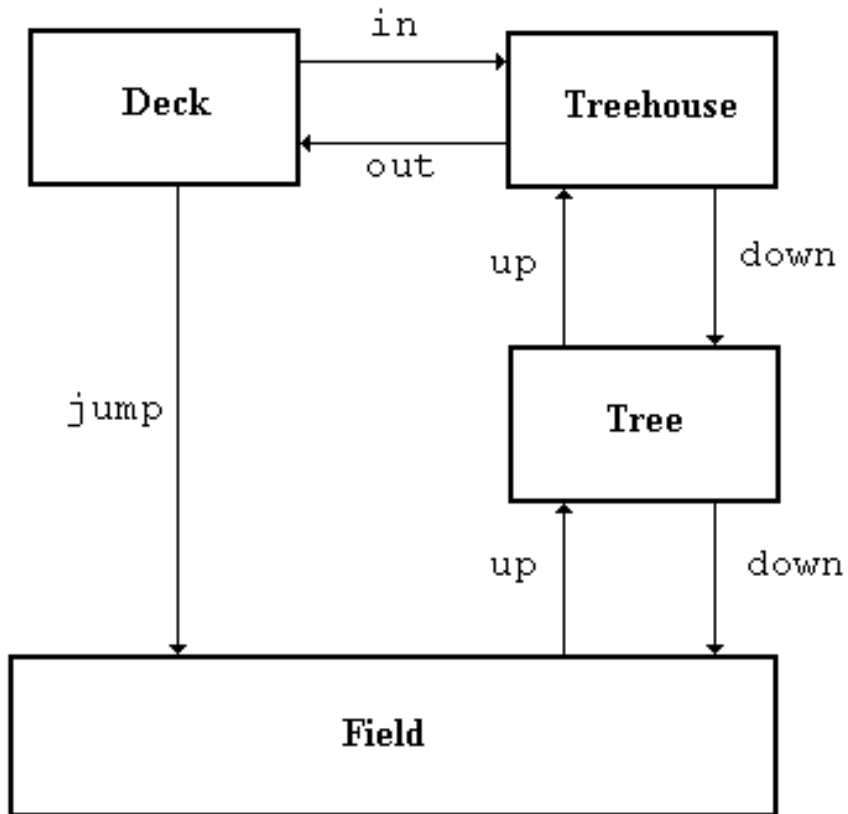 in
Deck
Treehouse
out
up
down
jump
Tree
up
down
Field